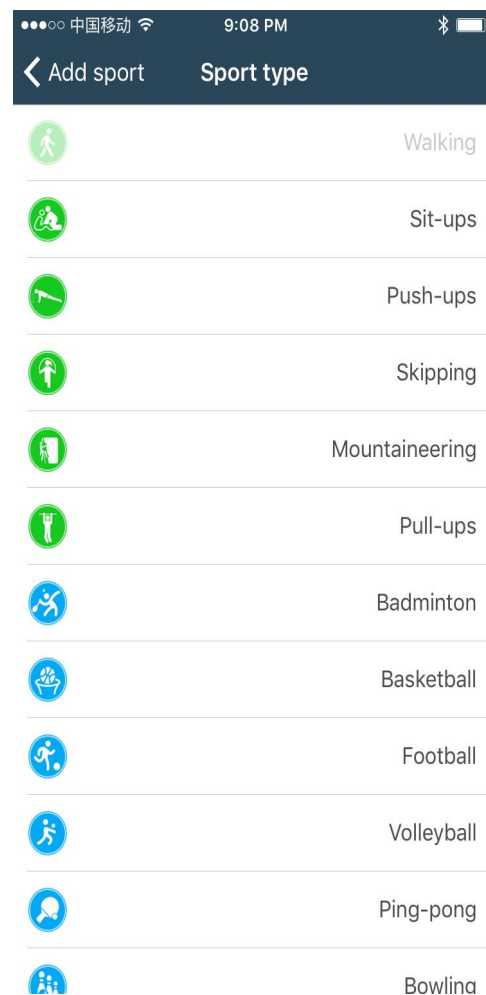 中国移动 9:08 PM
Add sport Sport type
Walking
Sit-ups
Push-ups
Skipping
Mountaineering
Pull-ups
Badminton
Basketball
Football
Volleyball
Ping-pong
Bowling